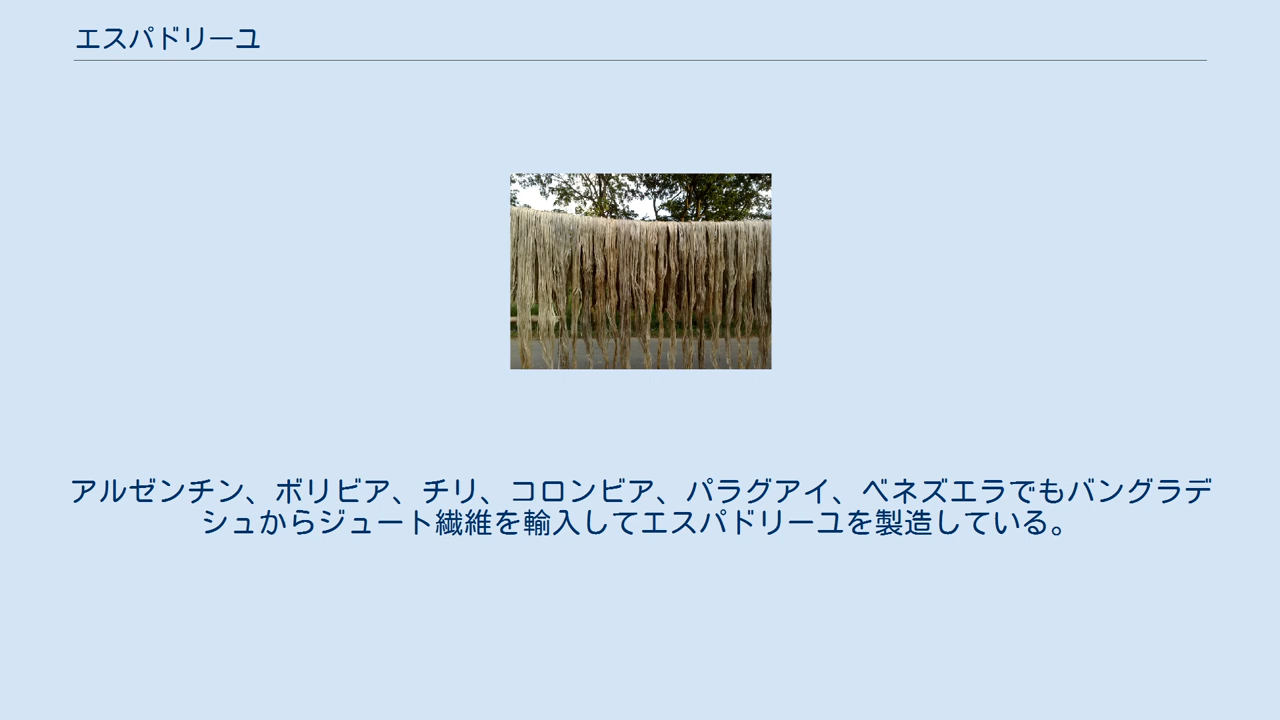 エスパドリーユ
アルゼンチン、ボリビア、チリ、コロンビア、パラグアイ、ベネズエラでもバングラデ
シュからジュート繊維を輸入してエスパドリーユを製造している。